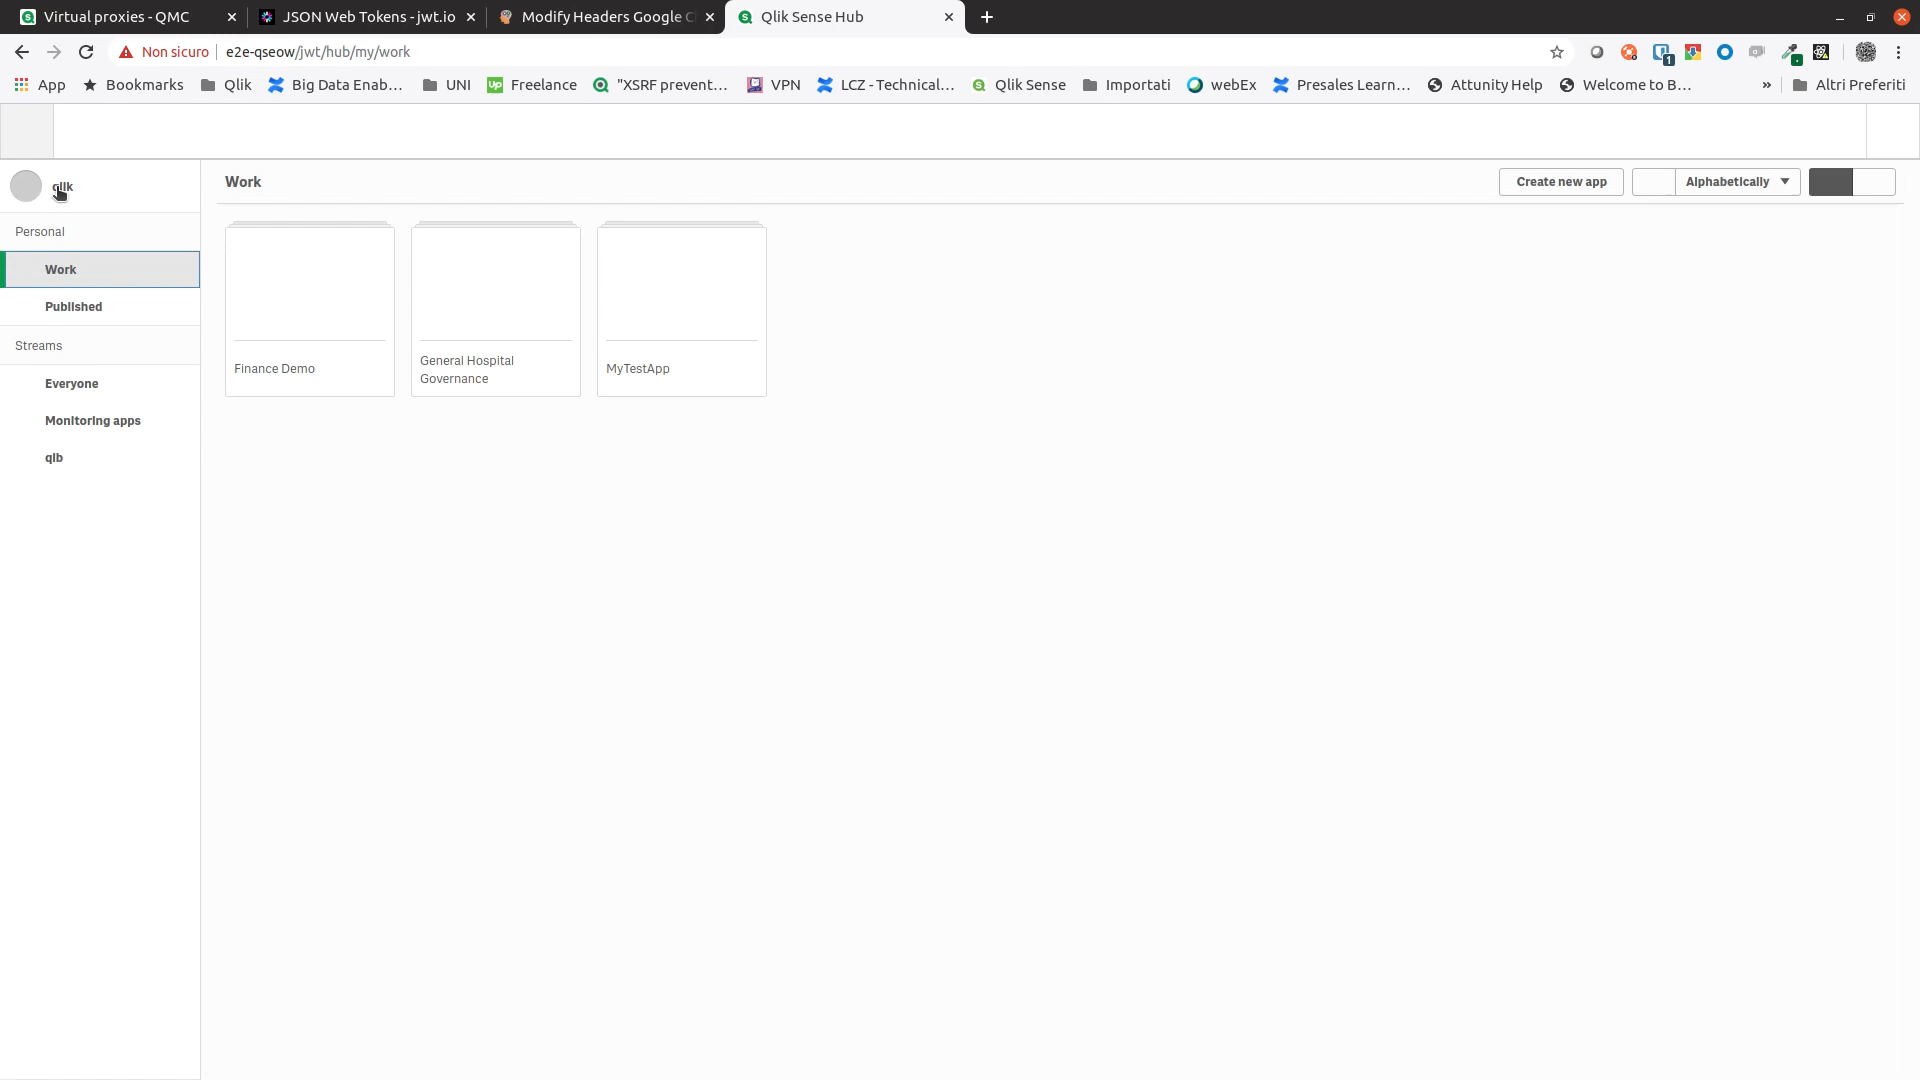 Virtual proxies - QMC
JSON Web Tokens - jwt.io
Modify Headers Google C
Qlik Sense Hub
Non sicuro
e2e-qseow/jwt/hub/my/work
App
Bookmarks
Qlik
Big Data Enab...
UNI
Freelance
"XSRF prevent...
VPN
LCZ - Technical...
Qlik Sense
Importati
webEx
Presales Learn...
Attunity Help
Welcome to B...
Altri Preferiti
qlik
Work
Create new app
Alphabetically
Personal
Work
Published
Streams
Everyone
Monitoring apps
qlb
Finance Demo
General Hospital
Governance
MyTestApp